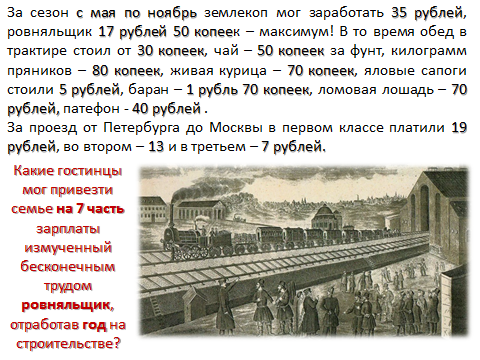 За сезон с мая по ноябрь землекоп мог заработать 35 рублей,
ровняльщик 17 рублей 50 копеек – максимум! В то время обед в
трактире стоил от 30 копеек, чай – 50 копеек за фунт, килограмм
пряников – 80 копеек, живая курица – 70 копеек, яловые сапоги
стоили 5 рублей, баран – 1 рубль 70 копеек, ломовая лошадь – 70
рублей, патефон - 40 рублей .
За проезд от Петербурга до Москвы в первом классе платили 19
рублей, во втором – 13 и в третьем – 7 рублей.
Какие гостинцы
мог привезти
семье на 7 часть
зарплаты
измученный
бесконечным
трудом
ровняльщик,
отработав год на
строительстве?